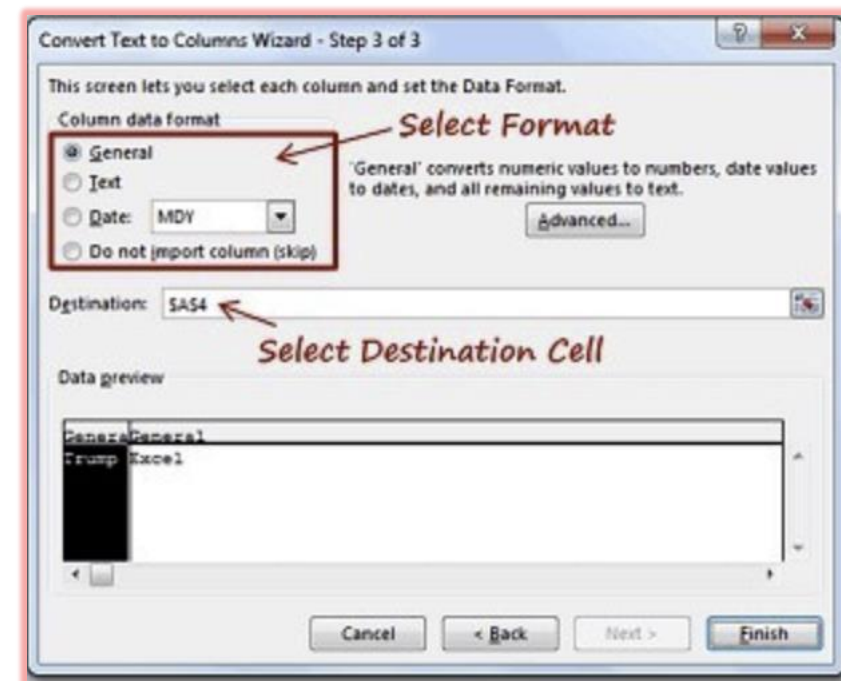 Convert Text to Columns Wizard - Step 3 of 3
This screen lets you select each column and set the Data Format.
Column data format
Select Format
General
Text
Date: MDY
Do not import column (skip)
'General' converts numeric values to numbers, date values
to dates, and all remaining values to text.
Advanced...
Destination: $A$4
Select Destination Cell
Data preview
GeneraGeneral
Trump Excel
Cancel < Back Next > Finish